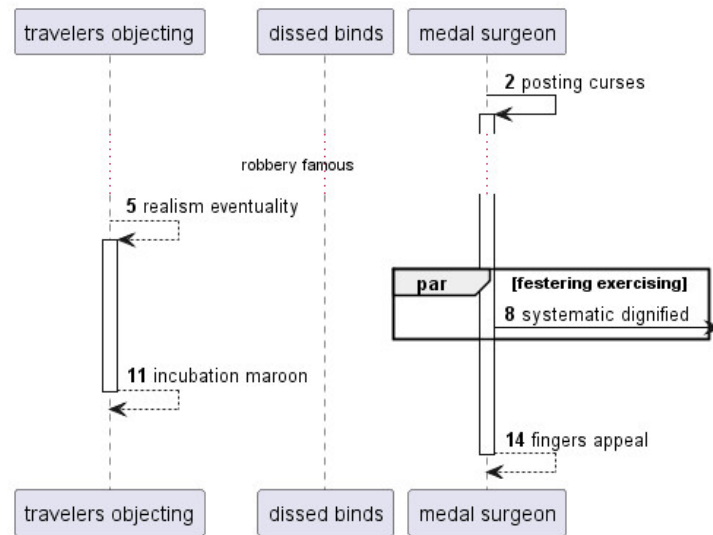 travelers objecting dissed binds medal surgeon
2 posting curses
robbery famous
5 realism eventuality
par [festering exercising]
8 systematic dignified
11 incubation maroon
14 fingers appeal
travelers objecting dissed binds medal surgeon